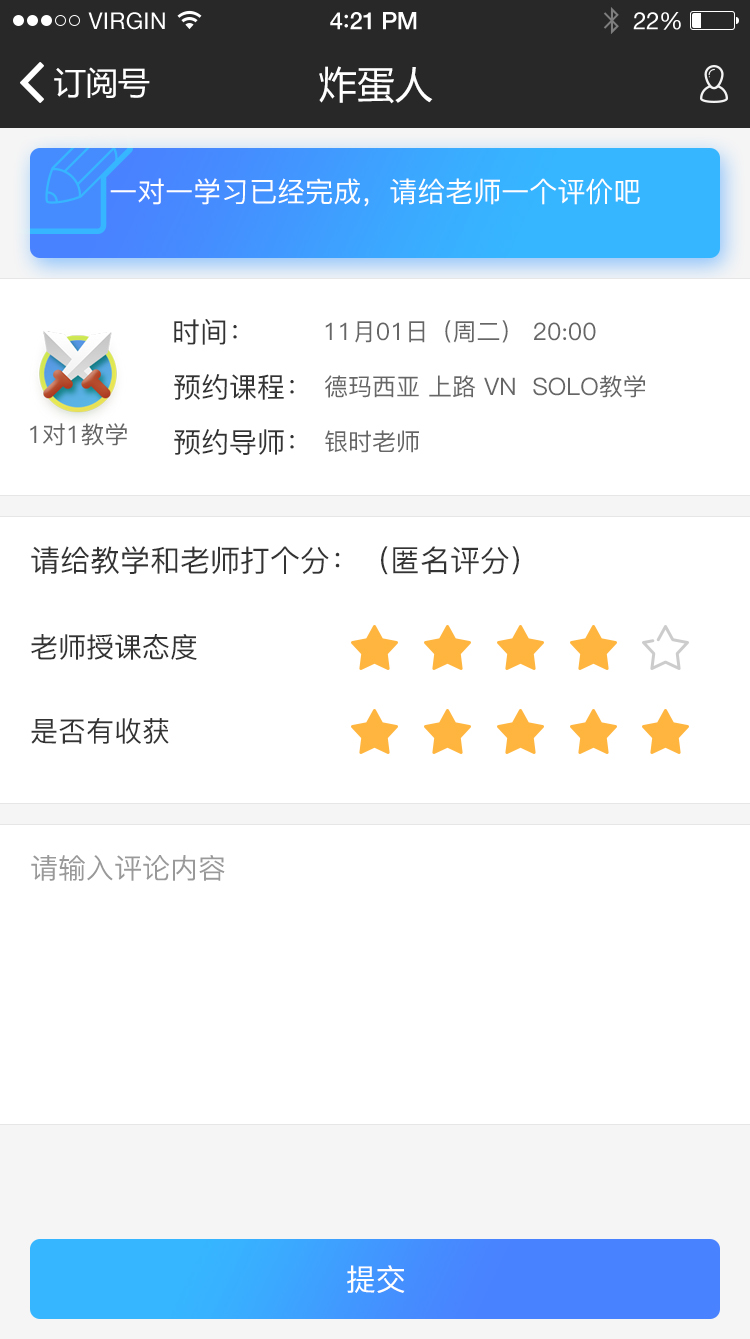 VIRGIN 4:21 PM 22%
订阅号 炸蛋人
一对一学习已经完成，请给老师一个评价吧
时间： 11月01日（周二） 20:00
预约课程： 德玛西亚 上路 VN SOLO教学
1对1教学
预约导师： 银时老师
请给教学和老师打个分：（匿名评分）
老师授课态度
是否有收获
请输入评论内容
提交